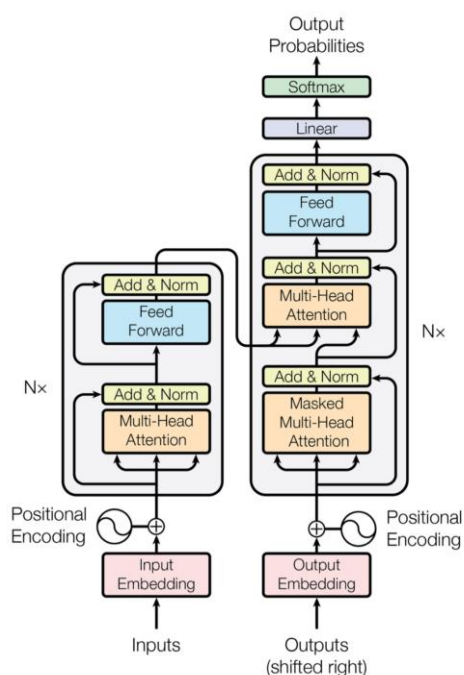 Output
Probabilities
Softmax
Linear
Add & Norm
Feed
Forward
Add & Norm
Multi-Head
Attention
Add & Norm
Masked
Multi-Head
Attention
N×
Add & Norm
Feed
Forward
Add & Norm
Multi-Head
Attention
N×
Positional
Encoding
Positional
Encoding
Input
Embedding
Output
Embedding
Inputs
Outputs
(shifted right)